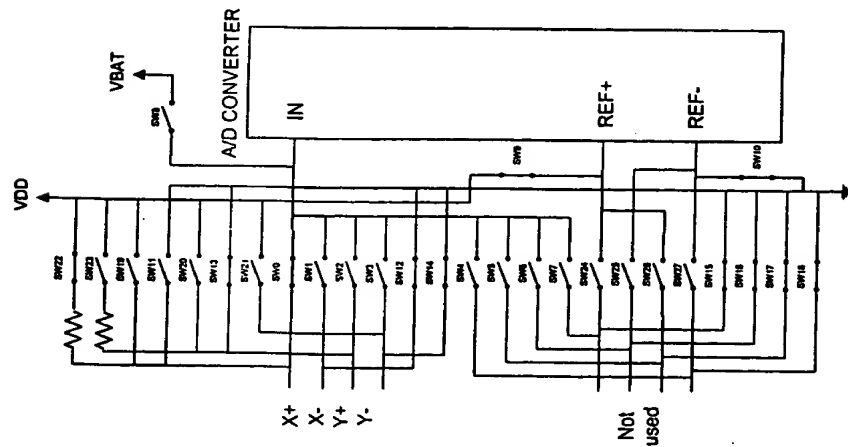 VDD
VBAT
SW8
A/D CONVERTER
IN
REF+
REF-
SW9
SW10
SW22
SW23
SW19
SW11
SW20
SW13
SW21
SW0
SW1
SW2
SW3
SW12
SW14
SW4
SW5
SW6
SW7
SW24
SW25
SW26
SW27
SW15
SW16
SW17
SW18
X+
X-
Y+
Y-
Not
used